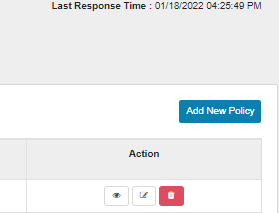 Last Response Time : 01/18/2022 04:25:49 PM
Add New Policy
Action